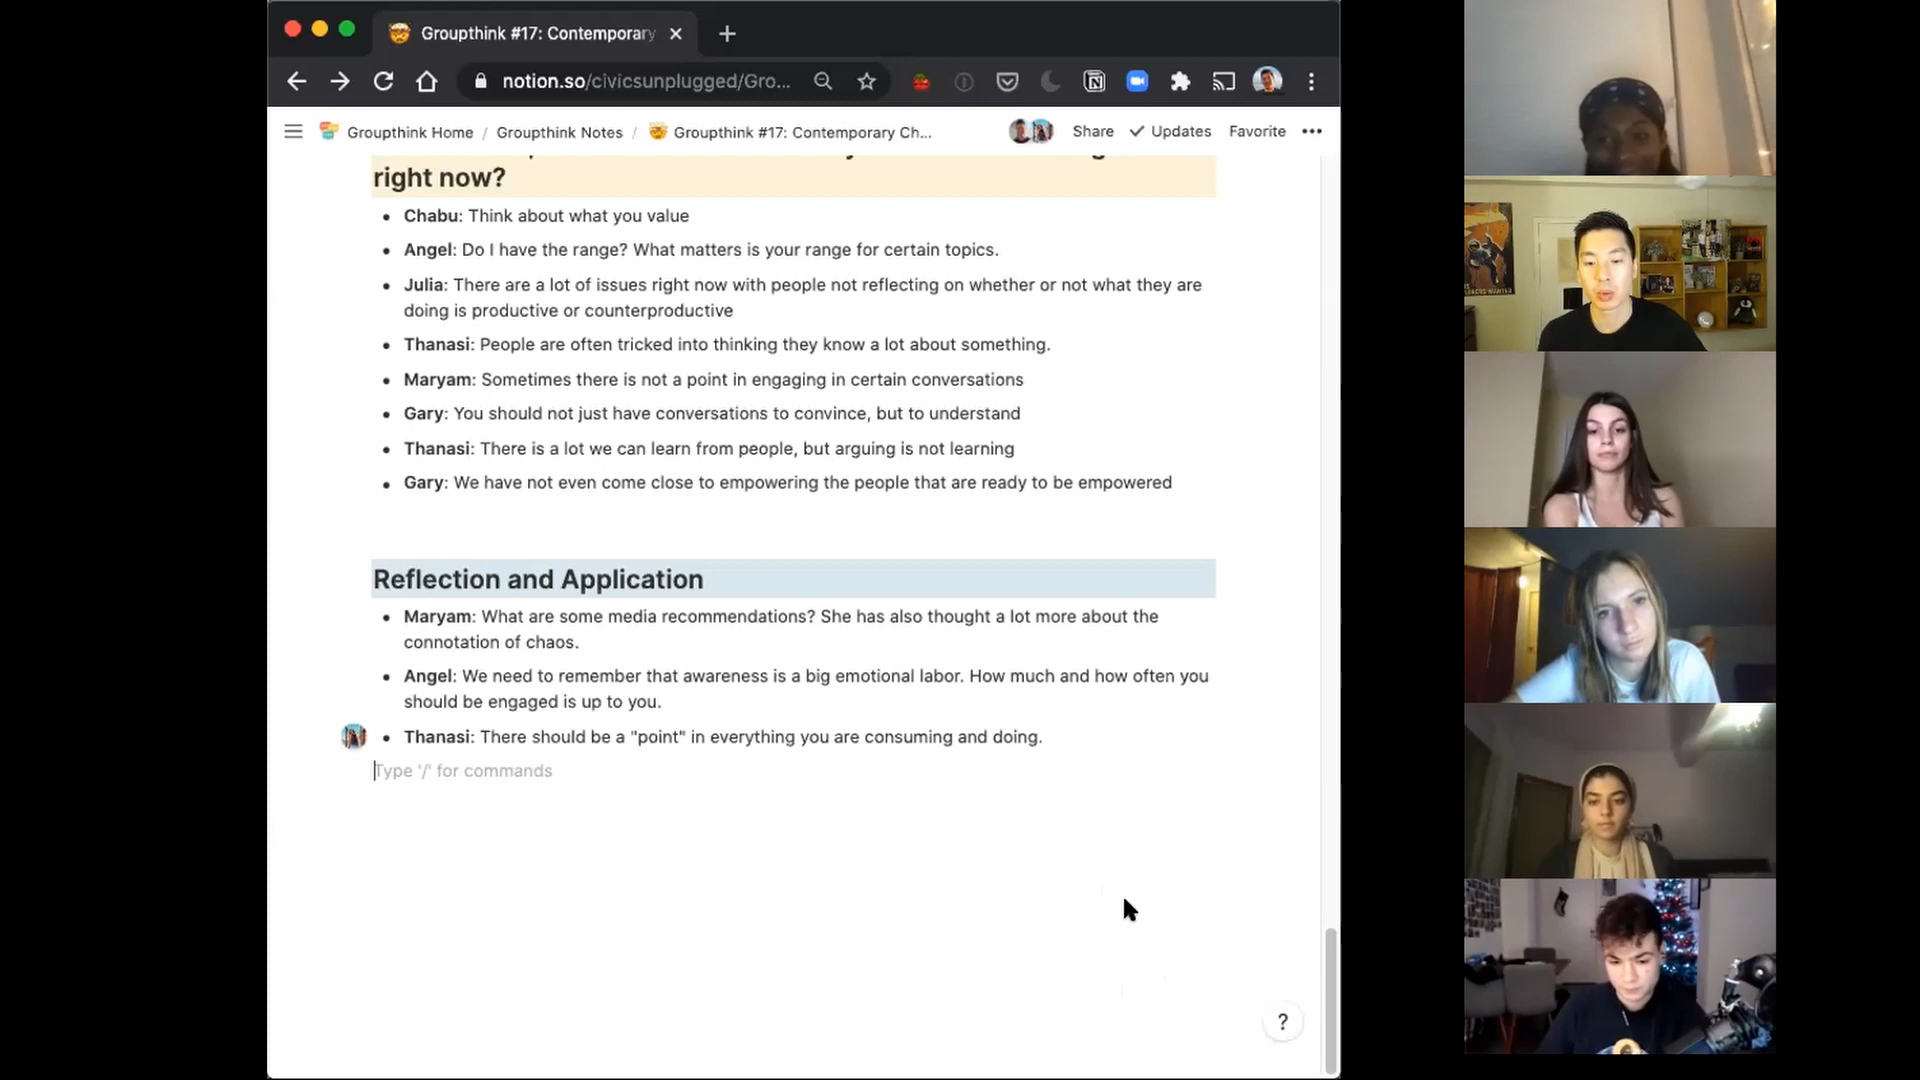 Groupthink #17: Contemporary
notion.so/civicsunplugged/Gro...
Groupthink Home / Groupthink Notes / Groupthink #17: Contemporary Ch...
Share
Updates
Favorite
right now?
Chabu: Think about what you value
Angel: Do I have the range? What matters is your range for certain topics.
Julia: There are a lot of issues right now with people not reflecting on whether or not what they are
doing is productive or counterproductive
Thanasi: People are often tricked into thinking they know a lot about something.
Maryam: Sometimes there is not a point in engaging in certain conversations
Gary: You should not just have conversations to convince, but to understand
Thanasi: There is a lot we can learn from people, but arguing is not learning
Gary: We have not even come close to empowering the people that are ready to be empowered
Reflection and Application
Maryam: What are some media recommendations? She has also thought a lot more about the
connotation of chaos.
Angel: We need to remember that awareness is a big emotional labor. How much and how often you
should be engaged is up to you.
Thanasi: There should be a "point" in everything you are consuming and doing.
Type '/' for commands
?